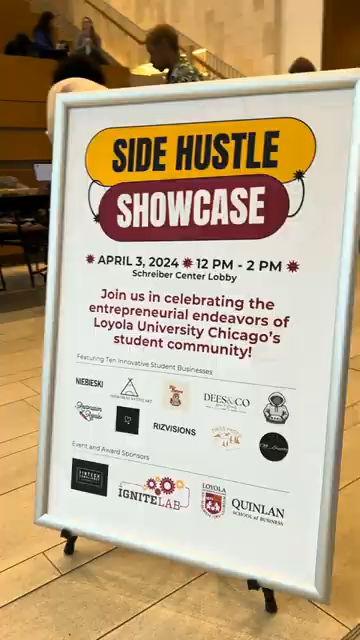 SIDE HUSTLE
SHOWCASE
APRIL 3, 2024 ✷ 12 PM - 2 PM
Schreiber Center Lobby
Join us in celebrating the
entrepreneurial endeavors of
Loyola University Chicago's
student community!
Featuring Ten Innovative Student Businesses
NIEBIESKI
DEES&CO
RIZVISIONS
Event and Award Sponsors
IGNITE LAB
LOYOLA
QUINLAN
SCHOOL of BUSINESS